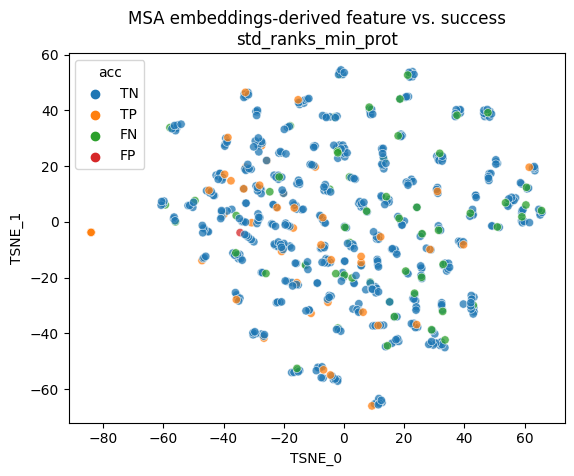 MSA embeddings-derived feature vs. success
std_ranks_min_prot
acc
TN
TP
FN
FP
60
40
20
0
−20
−40
−60
TSNE_1
−80
−60
−40
−20
0
20
40
60
TSNE_0